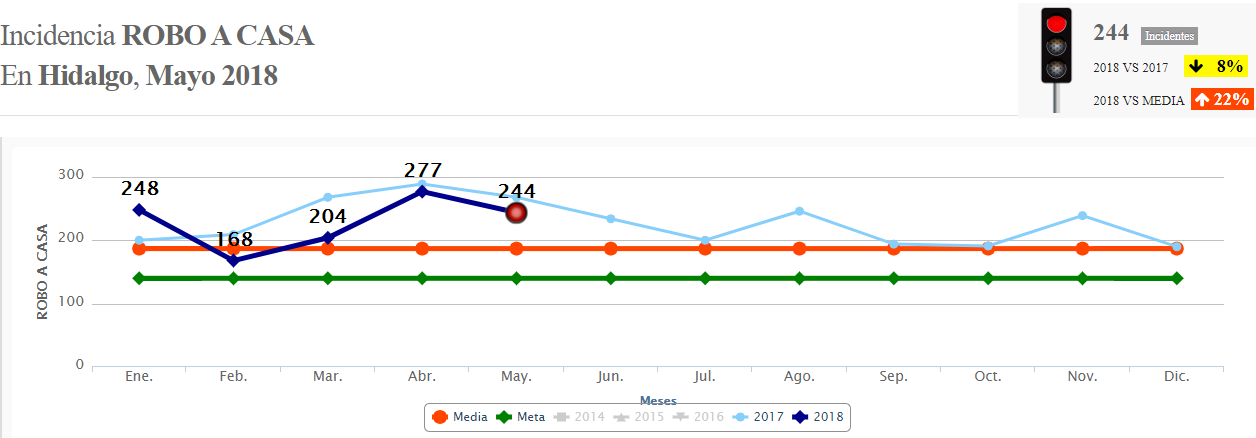 Incidencia ROBO A CASA
En Hidalgo, Mayo 2018
244 Incidentes
2018 VS 2017 8%
2018 VS MEDIA 22%
ROBO A CASA
300
200
100
0
248
168
204
277
244
Ene. Feb. Mar. Abr. May. Jun. Jul. Ago. Sep. Oct. Nov. Dic.
Meses
Media Meta 2014 2015 2016 2017 2018